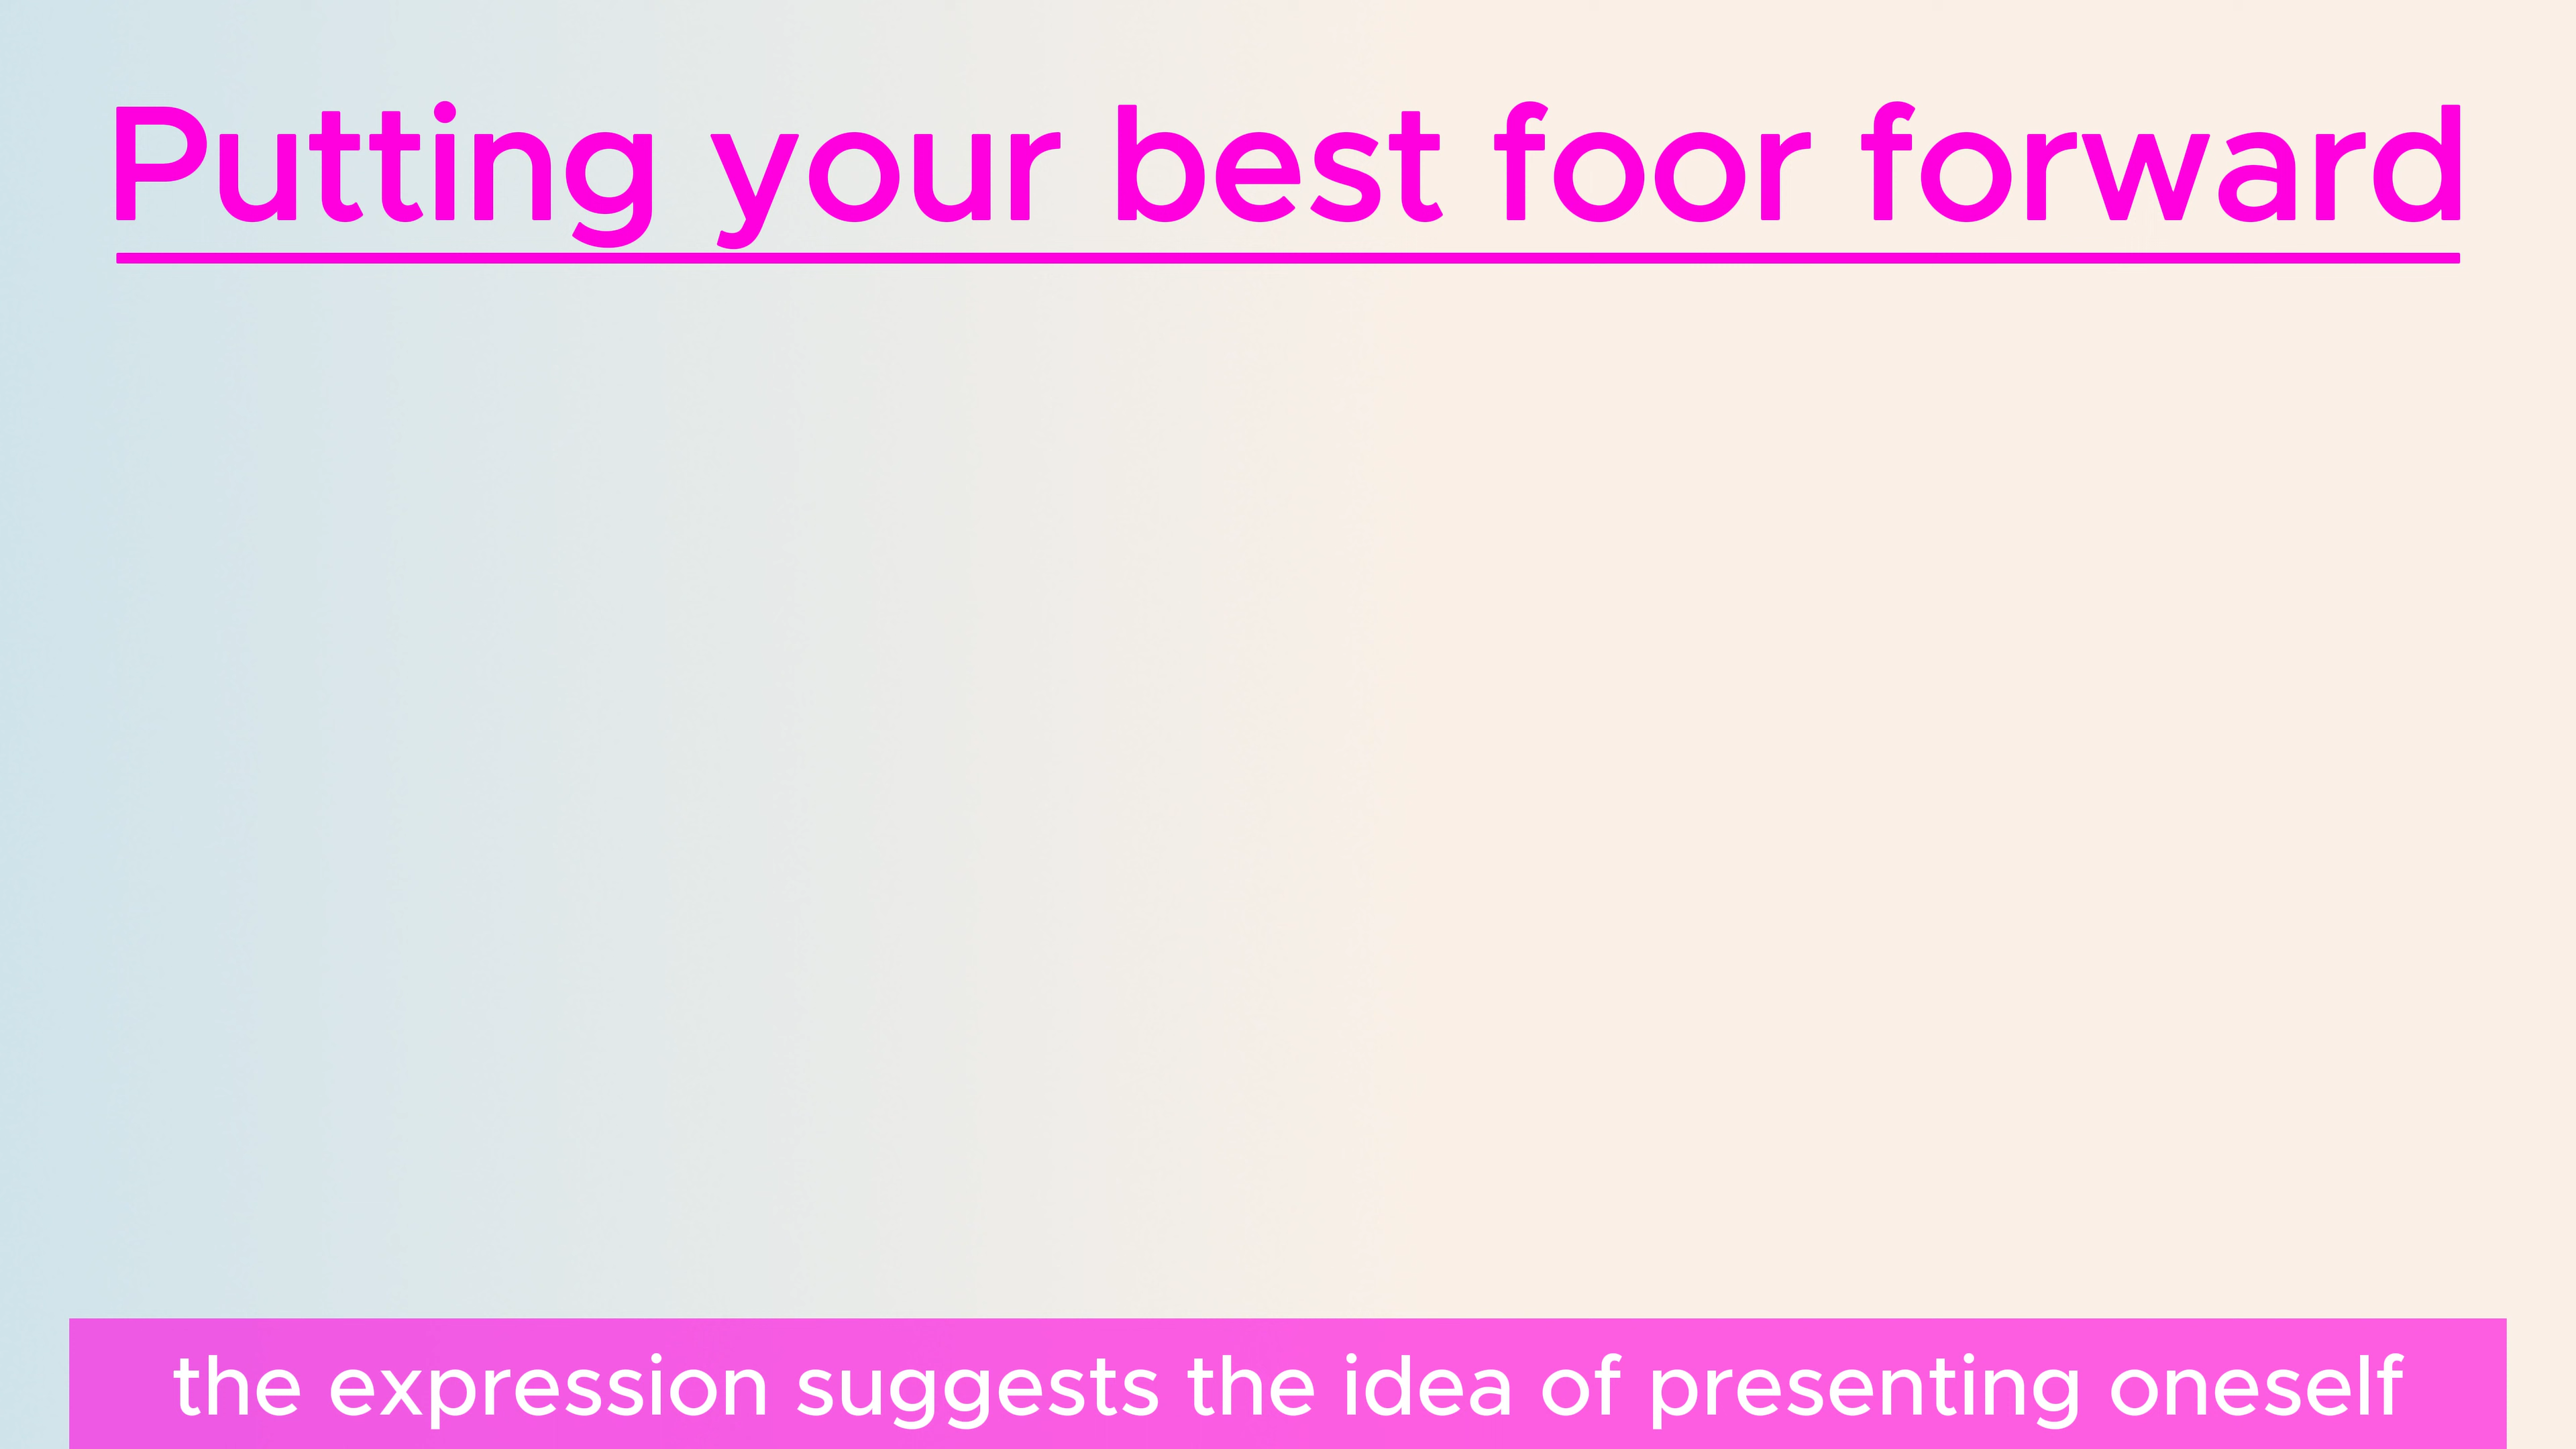 Putting your best foor forward
the expression suggests the idea of presenting oneself